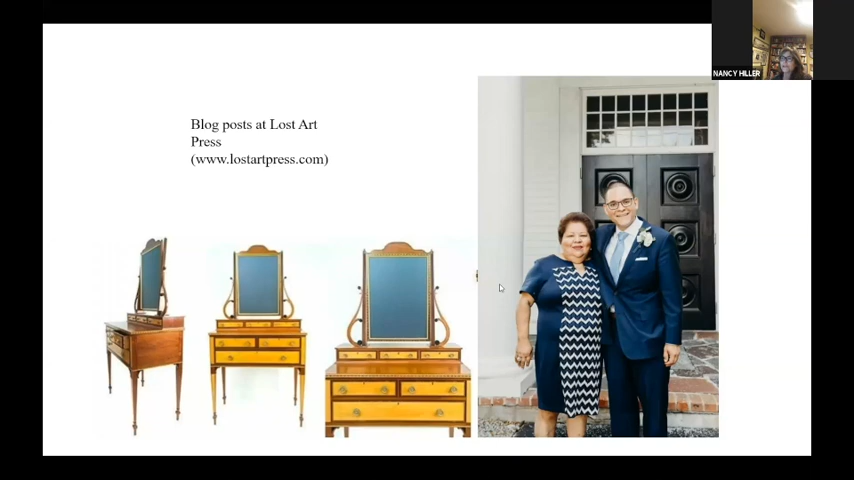 Blog posts at Lost Art
Press
(www.lostartpress.com)
NANCY HILLER